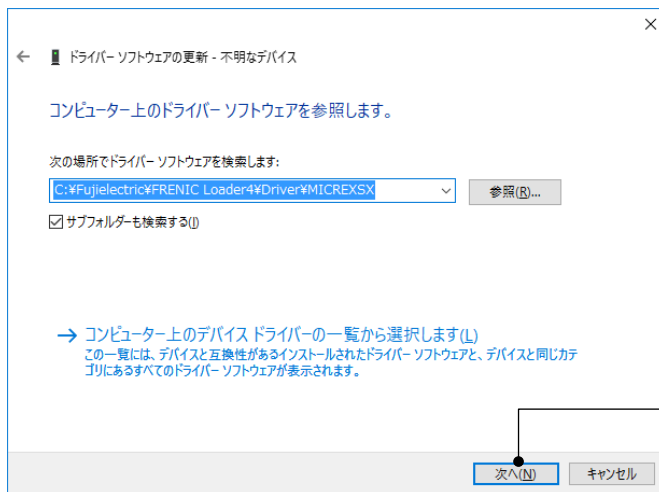 ドライバー ソフトウェアの更新 - 不明なデバイス
コンピューター上のドライバー ソフトウェアを参照します。
次の場所でドライバー ソフトウェアを検索します:
C:¥Fujielectric¥FRENIC Loader4¥Driver¥MICREXSX
参照(R)...
サブフォルダーも検索する(I)
コンピューター上のデバイス ドライバーの一覧から選択します(L)
この一覧には、デバイスと互換性があるインストールされたドライバー ソフトウェアと、デバイスと同じカテ
ゴリにあるすべてのドライバー ソフトウェアが表示されます。
次へ(N)
キャンセル